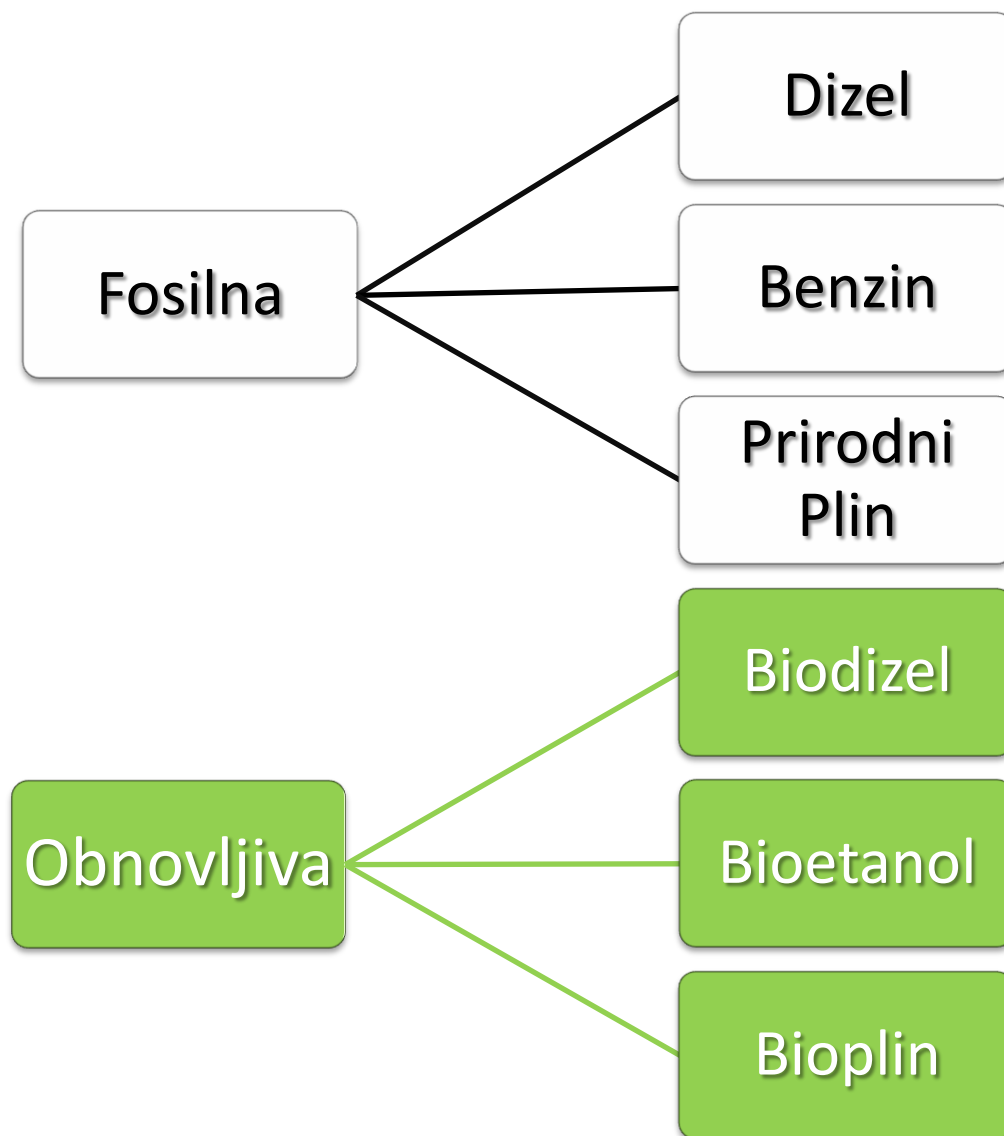 Fosilna
Dizel
Benzin
Prirodni
Plin
Obnovljiva
Biodizel
Bioetanol
Bioplin